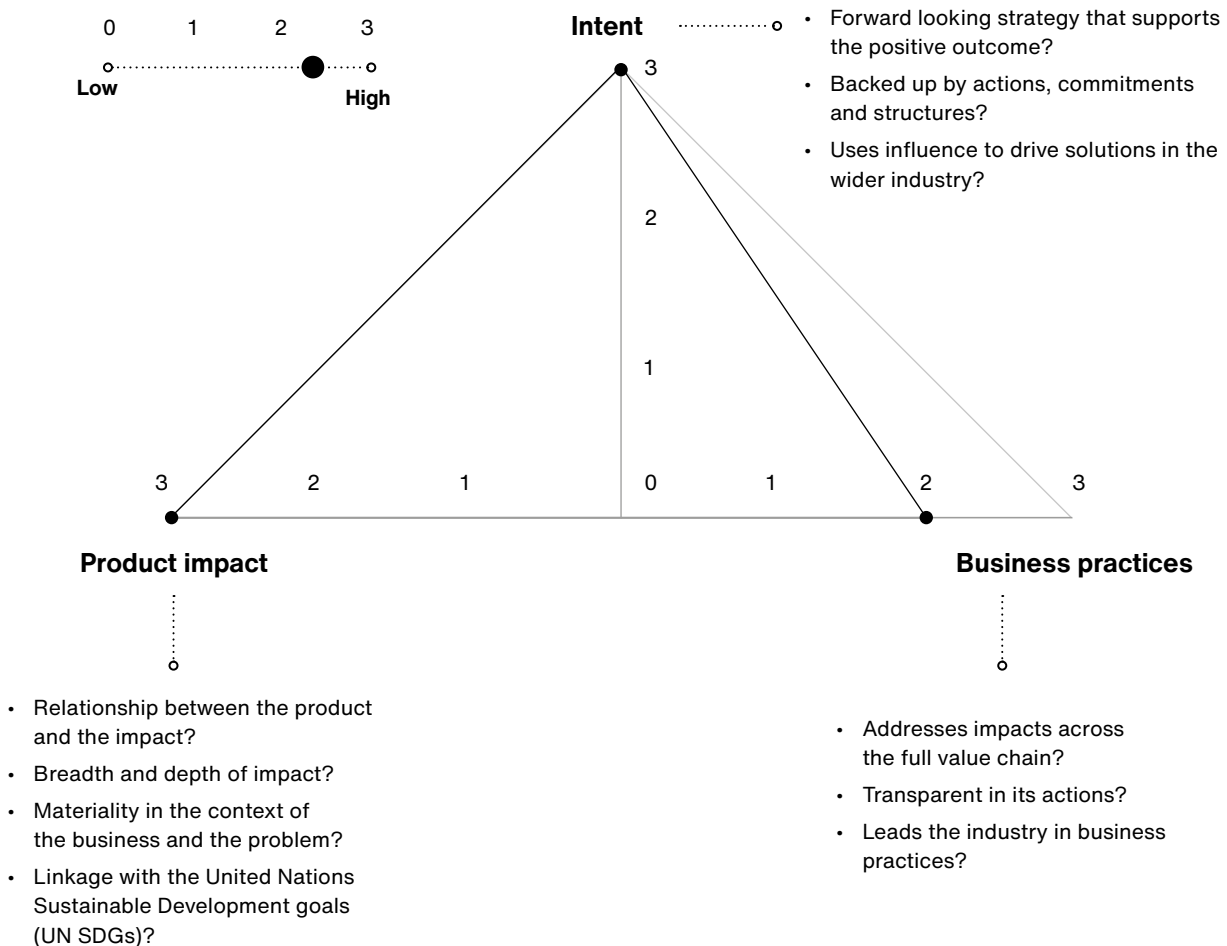 0 1 2 3
Low
High
Intent
• Forward looking strategy that supports
the positive outcome?
• Backed up by actions, commitments
and structures?
• Uses influence to drive solutions in the
wider industry?
3
2
1
3 2 1 0 1 2 3
Product impact
Business practices
• Relationship between the product
and the impact?
• Breadth and depth of impact?
• Materiality in the context of
the business and the problem?
• Linkage with the United Nations
Sustainable Development goals
(UN SDGs)?
• Addresses impacts across
the full value chain?
• Transparent in its actions?
• Leads the industry in business
practices?